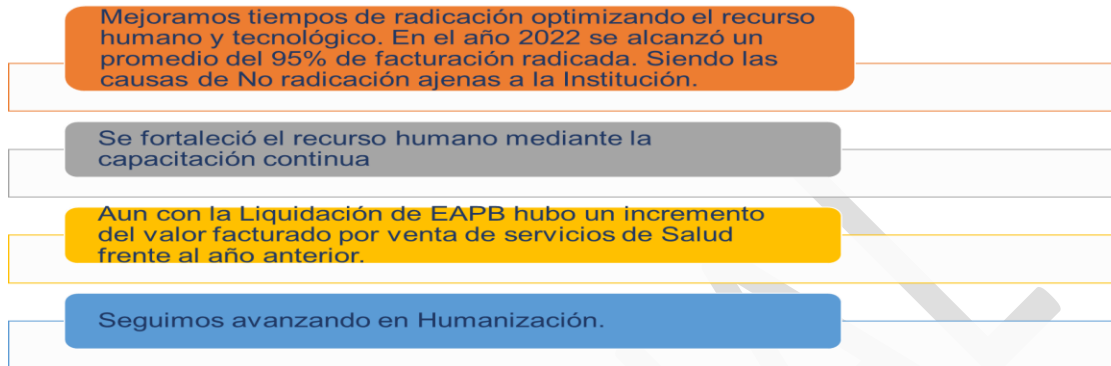 Mejoramos tiempos de radicación optimizando el recurso
humano y tecnológico. En el año 2022 se alcanzó un
promedio del 95% de facturación radicada. Siendo las
causas de No radicación ajenas a la Institución.
Se fortaleció el recurso humano mediante la
capacitación continua
Aun con la Liquidación de EAPB hubo un incremento
del valor facturado por venta de servicios de Salud
frente al año anterior.
Seguimos avanzando en Humanización.